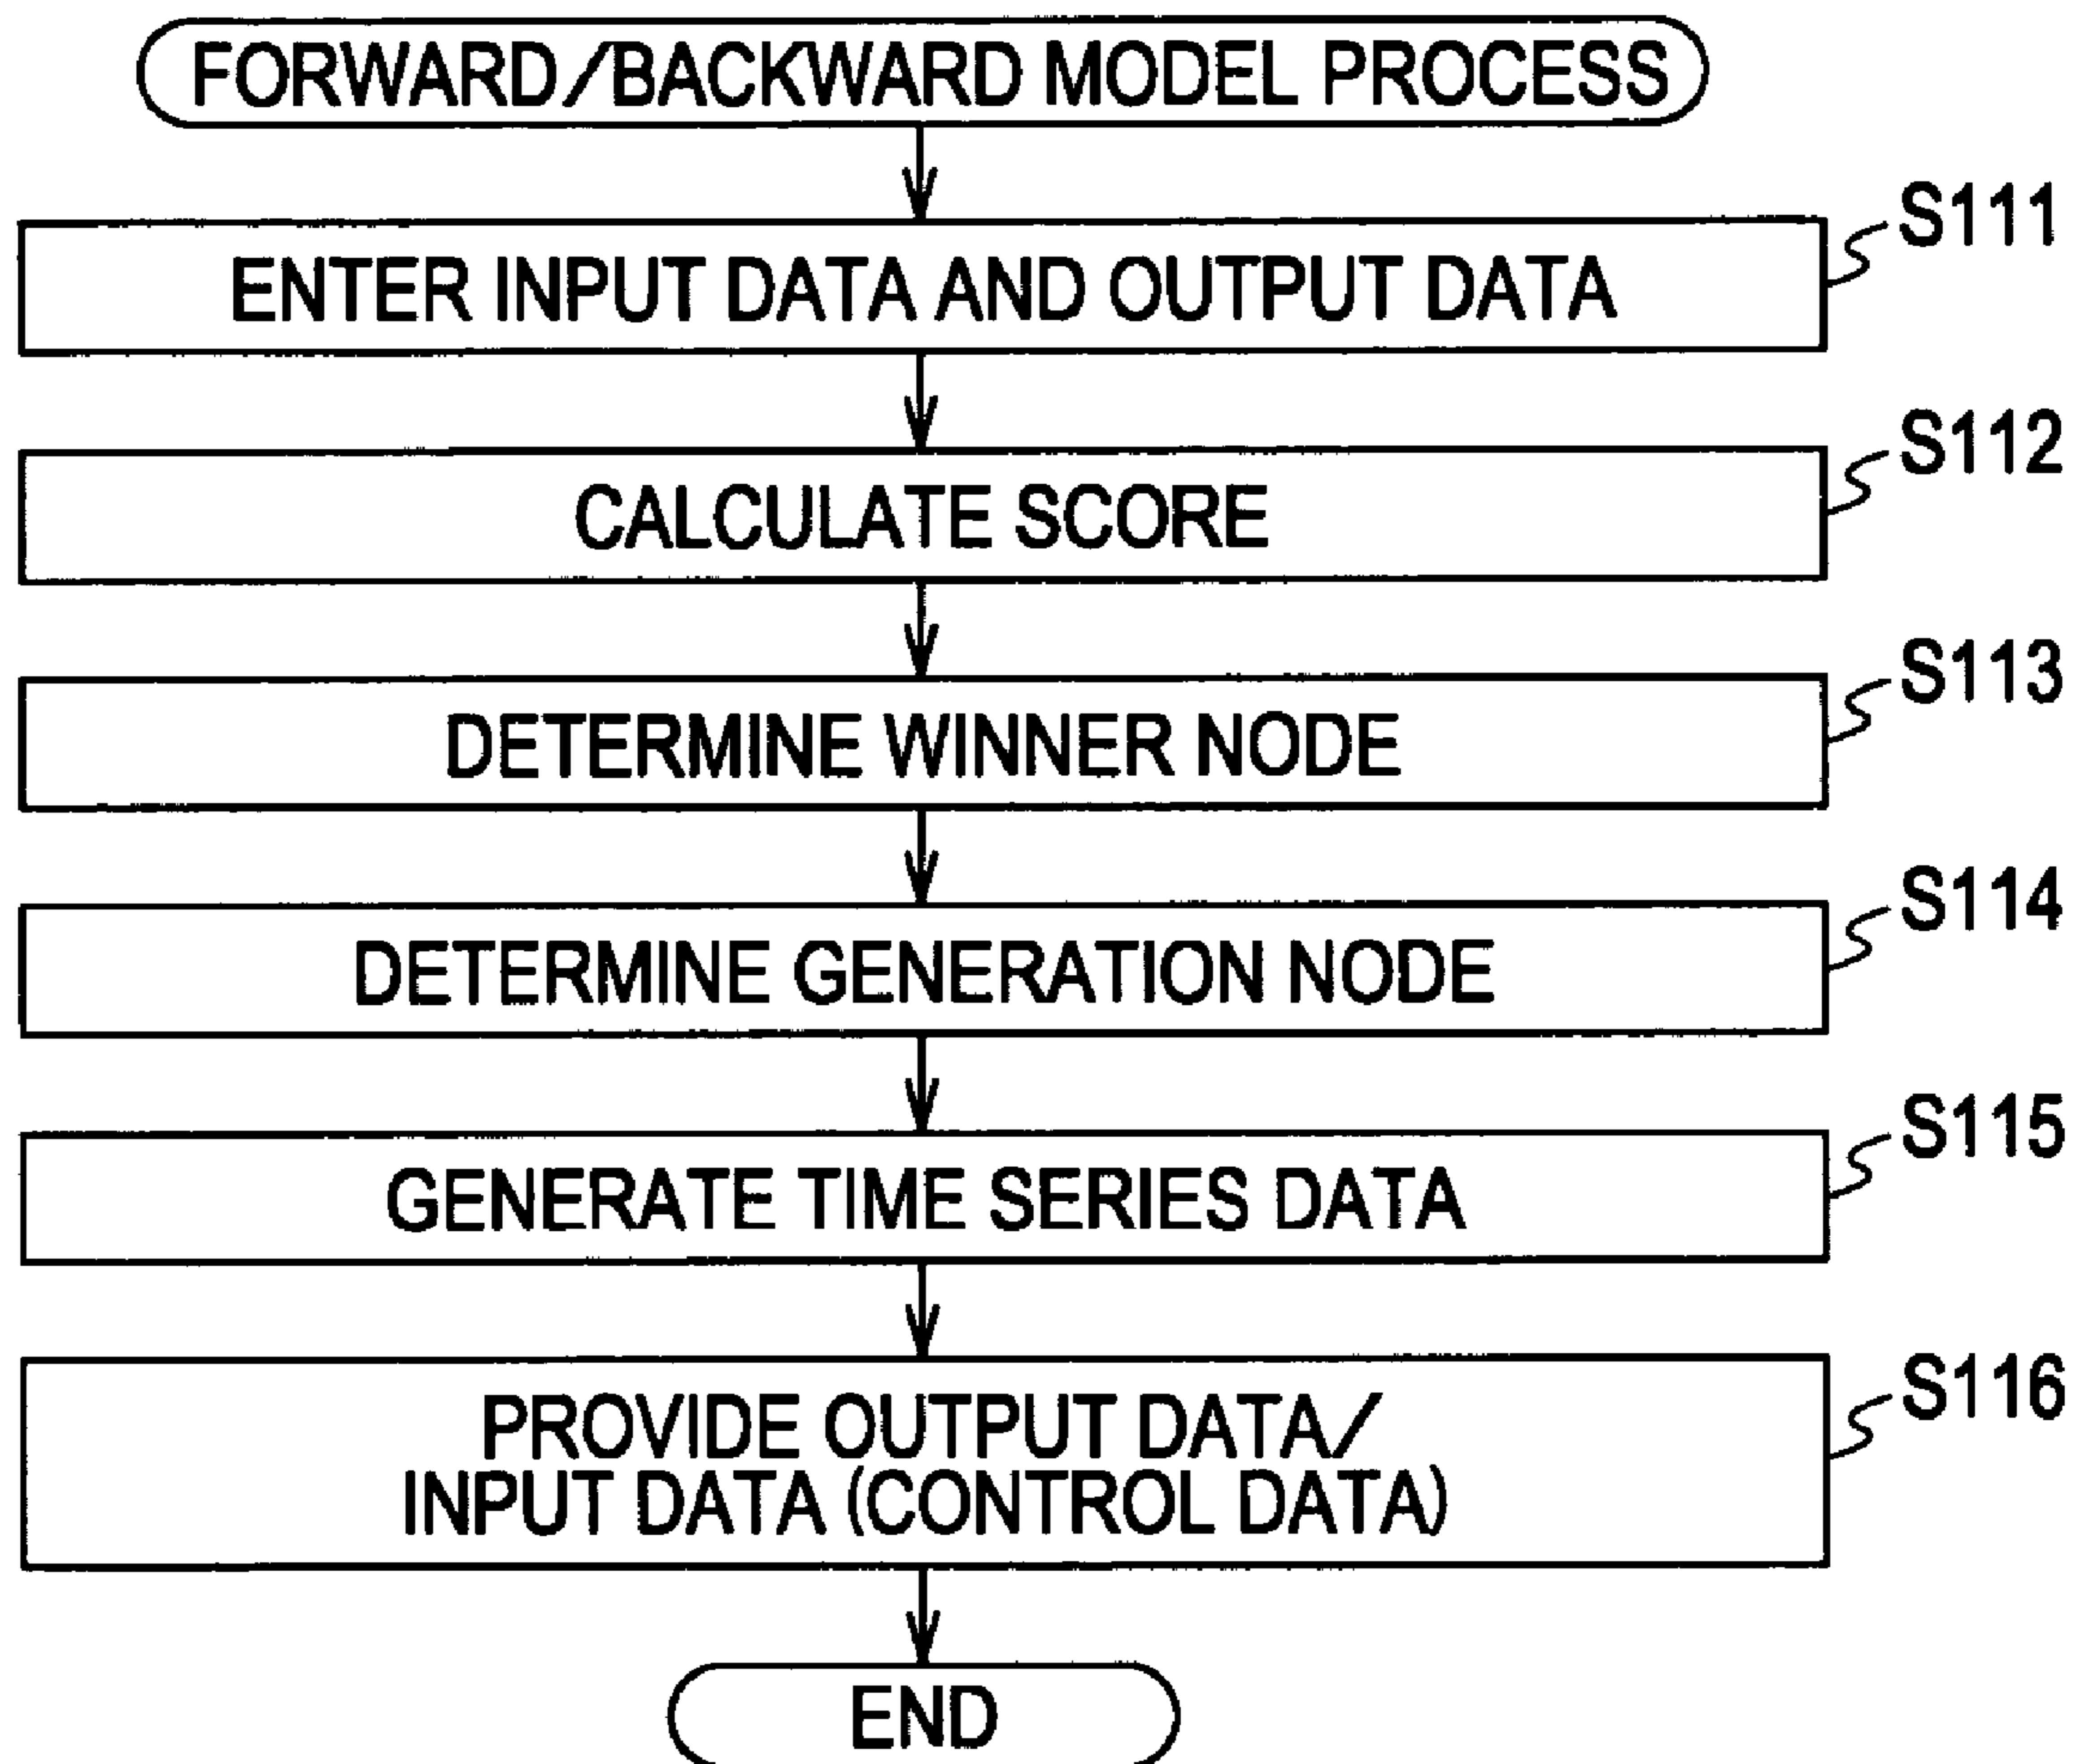 FORWARD/BACKWARD MODEL PROCESS
S111
ENTER INPUT DATA AND OUTPUT DATA
S112
CALCULATE SCORE
S113
DETERMINE WINNER NODE
S114
DETERMINE GENERATION NODE
S115
GENERATE TIME SERIES DATA
S116
PROVIDE OUTPUT DATA/
INPUT DATA (CONTROL DATA)
END